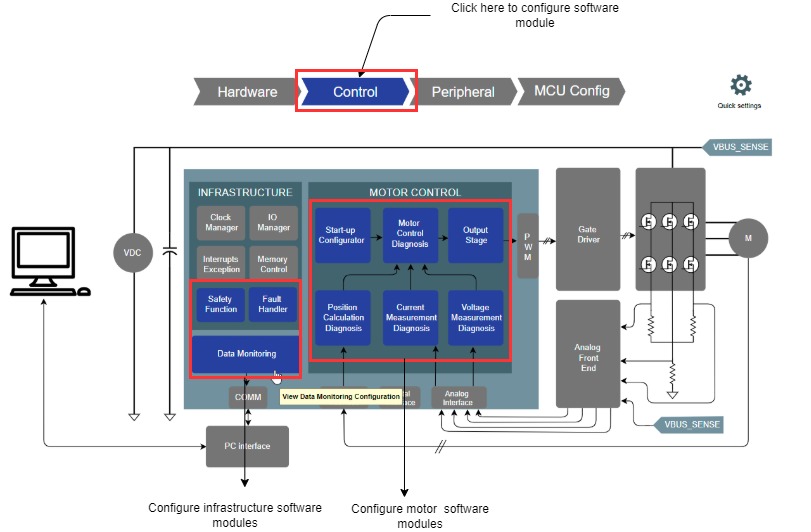 Click here to configure software
module
Hardware
Control
Peripheral
MCU Config
Quick settings
VBUS_SENSE
INFRASTRUCTURE
MOTOR CONTROL
Clock
Manager
IO
Manager
Start-up
Configurator
Motor
Control
Diagnosis
Output
Stage
P
W
M
Gate
Driver
M
VDC
Interrupts
Exception
Memory
Control
Safety
Function
Fault
Handler
Position
Calculation
Diagnosis
Current
Measurement
Diagnosis
Voltage
Measurement
Diagnosis
Data Monitoring
Analog
Front
End
COMM
View Data Monitoring Configuration
Analog
Interface
VBUS_SENSE
PC Interface
Configure infrastructure software
modules
Configure motor software
modules